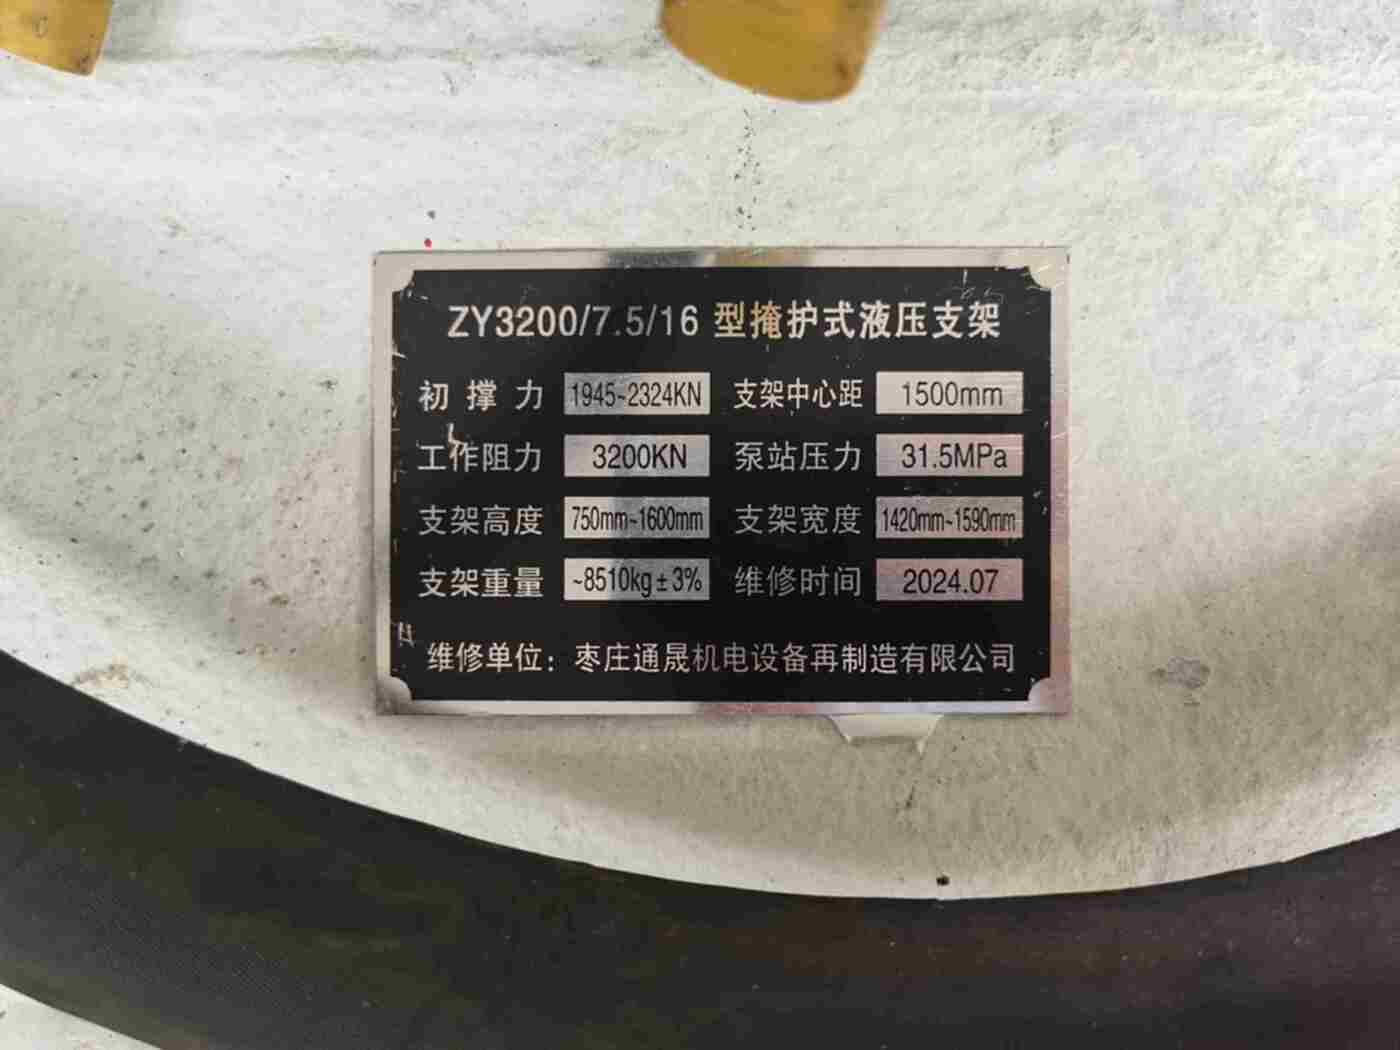 ZY3200/7.5/16 型掩护式液压支架
初撑力 1945~2324KN 支架中心距 1500mm
工作阻力 3200KN 泵站压力 31.5MPa
支架高度 750mm~1600mm 支架宽度 1420mm~1590mm
支架重量 ~8510kg±3% 维修时间 2024.07
维修单位：枣庄通晟机电设备再制造有限公司